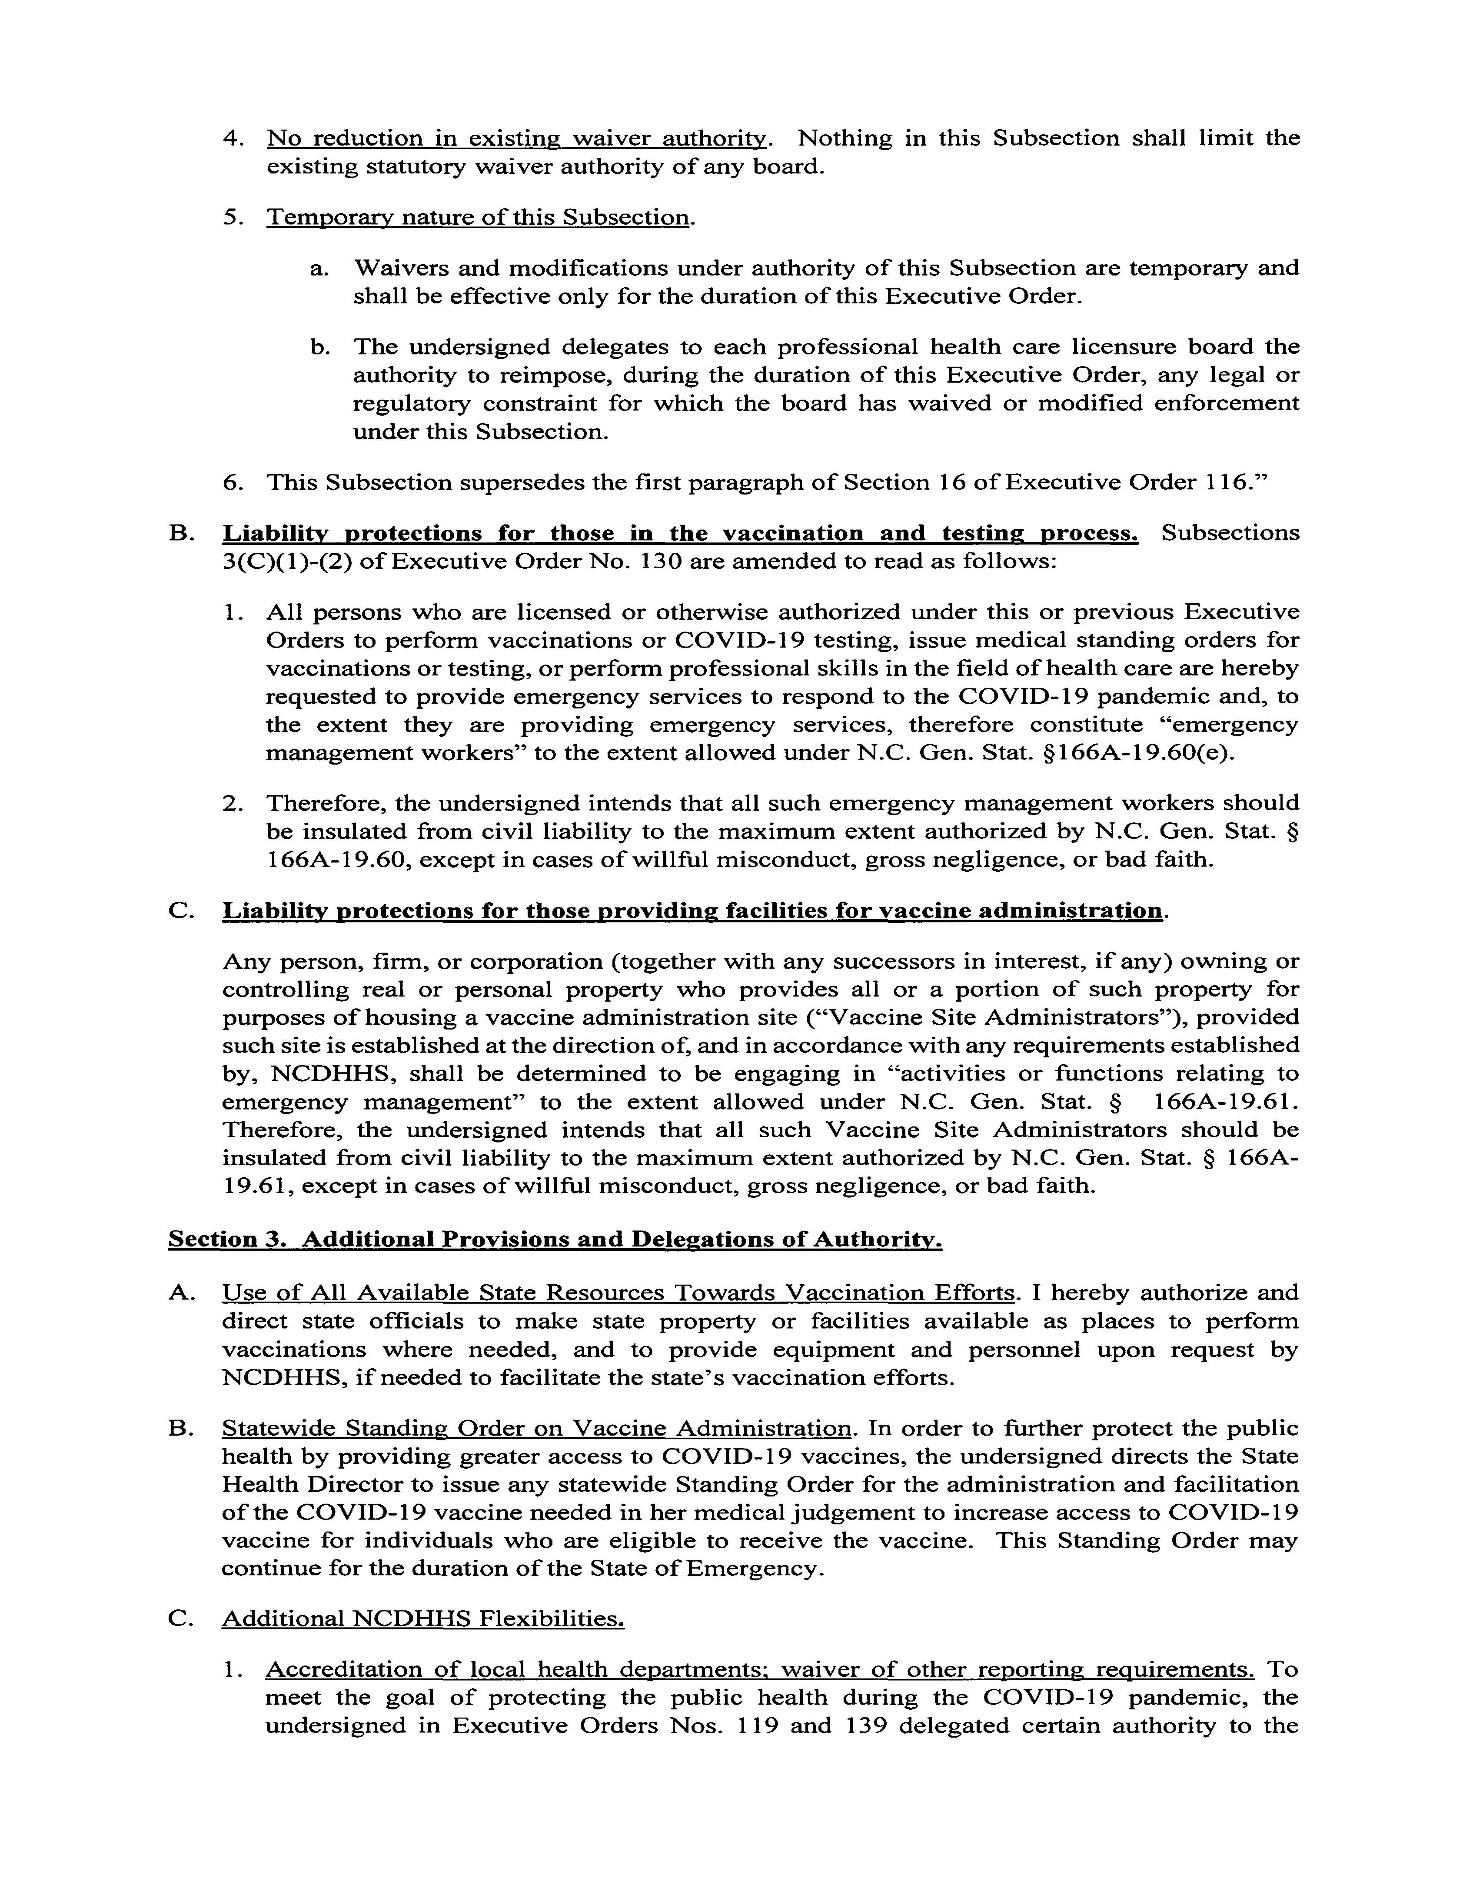 4. No reduction in existing waiver authority. Nothing in this Subsection shall limit the
existing statutory waiver authority of any board.
5. Temporary nature of this Subsection.
a. Waivers and modifications under authority of this Subsection are temporary and
shall be effective only for the duration of this Executive Order.
b. The undersigned delegates to each professional health care licensure board the
authority to reimpose, during the duration of this Executive Order, any legal or
regulatory constraint for which the board has waived or modified enforcement
under this Subsection.
6. This Subsection supersedes the first paragraph of Section 16 of Executive Order 116.”
B. Liability protections for those in the vaccination and testing process. Subsections
3(C)(1)-(2) of Executive Order No. 130 are amended to read as follows:
1. All persons who are licensed or otherwise authorized under this or previous Executive
Orders to perform vaccinations or COVID-19 testing, issue medical standing orders for
vaccinations or testing, or perform professional skills in the field of health care are hereby
requested to provide emergency services to respond to the COVID-19 pandemic and, to
the extent they are providing emergency services, therefore constitute “emergency
management workers” to the extent allowed under N.C. Gen. Stat. §166A-19.60(e).
2. Therefore, the undersigned intends that all such emergency management workers should
be insulated from civil liability to the maximum extent authorized by N.C. Gen. Stat. §
166A-19.60, except in cases of willful misconduct, gross negligence, or bad faith.
C. Liability protections for those providing facilities for vaccine administration.
Any person, firm, or corporation (together with any successors in interest, if any) owning or
controlling real or personal property who provides all or a portion of such property for
purposes of housing a vaccine administration site (“Vaccine Site Administrators”), provided
such site is established at the direction of, and in accordance with any requirements established
by, NCDHHS, shall be determined to be engaging in “activities or functions relating to
emergency management” to the extent allowed under N.C. Gen. Stat. § 166A-19.61.
Therefore, the undersigned intends that all such Vaccine Site Administrators should be
insulated from civil liability to the maximum extent authorized by N.C. Gen. Stat. § 166A-
19.61, except in cases of willful misconduct, gross negligence, or bad faith.
Section 3. Additional Provisions and Delegations of Authority.
A. Use of All Available State Resources Towards Vaccination Efforts. I hereby authorize and
direct state officials to make state property or facilities available as places to perform
vaccinations where needed, and to provide equipment and personnel upon request by
NCDHHS, if needed to facilitate the state’s vaccination efforts.
B. Statewide Standing Order on Vaccine Administration. In order to further protect the public
health by providing greater access to COVID-19 vaccines, the undersigned directs the State
Health Director to issue any statewide Standing Order for the administration and facilitation
of the COVID-19 vaccine needed in her medical judgement to increase access to COVID-19
vaccine for individuals who are eligible to receive the vaccine. This Standing Order may
continue for the duration of the State of Emergency.
C. Additional NCDHHS Flexibilities.
1. Accreditation of local health departments; waiver of other reporting requirements. To
meet the goal of protecting the public health during the COVID-19 pandemic, the
undersigned in Executive Orders Nos. 119 and 139 delegated certain authority to the